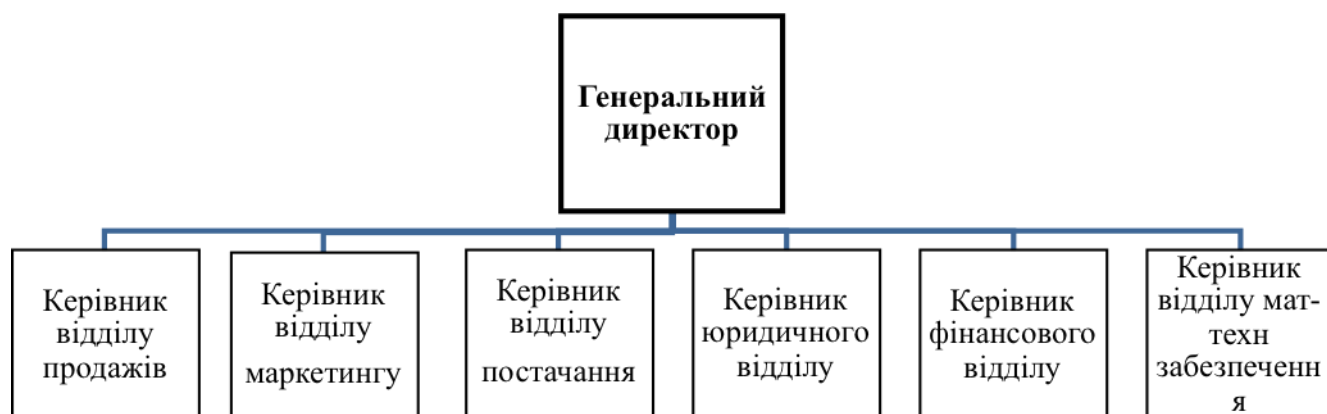 Генеральний
директор
Керівник
відділу
продажів
Керівник
відділу
маркетингу
Керівник
відділу
постачання
Керівник
юридичного
відділу
Керівник
фінансового
відділу
Керівник
відділу мат-
техн
забезпеченн
я